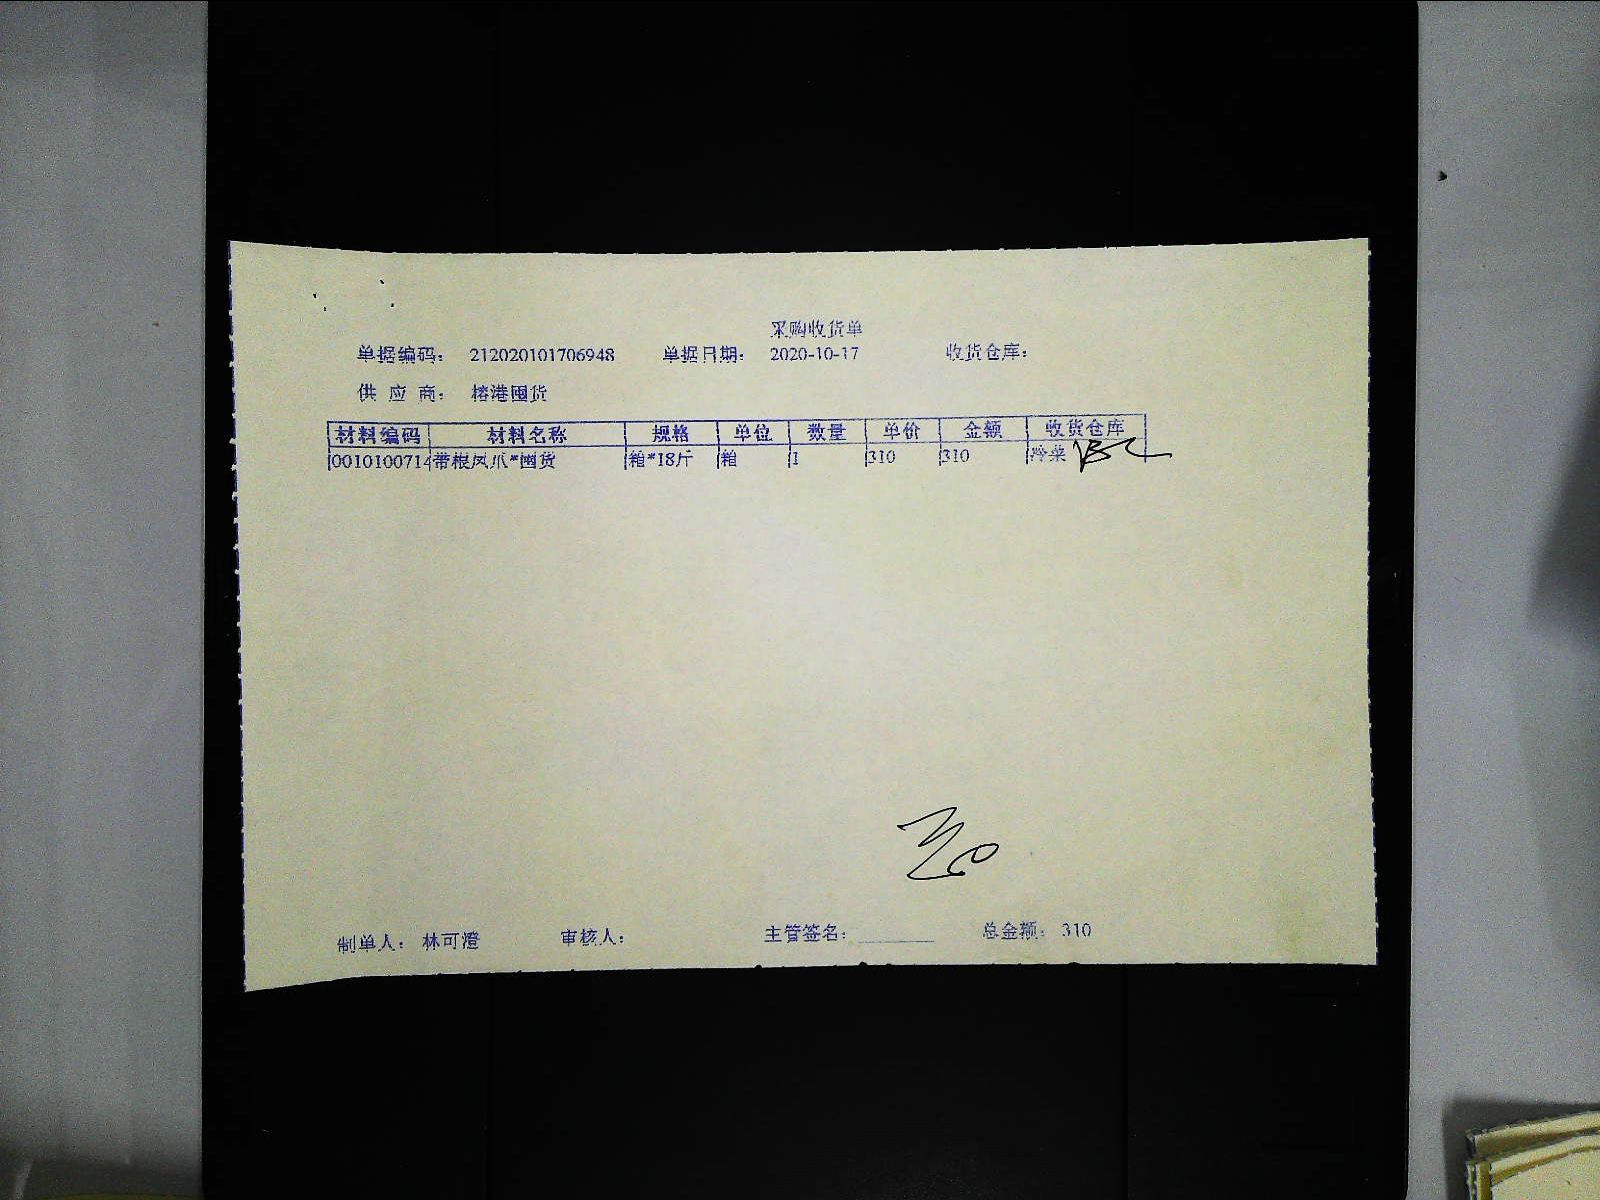 采购收货单
单据编码： 212020101706948 单据日期： 2020-10-17 收货仓库：
供 应 商： 榕港囤货
材料编码 材料名称 规格 单位 数量 单价 金额 收货仓库
0010100714 带根凤爪*囤货 箱*18斤 箱 1 310 310 冷菜
制单人： 林可澄 审核人： 主管签名： 总金额： 310